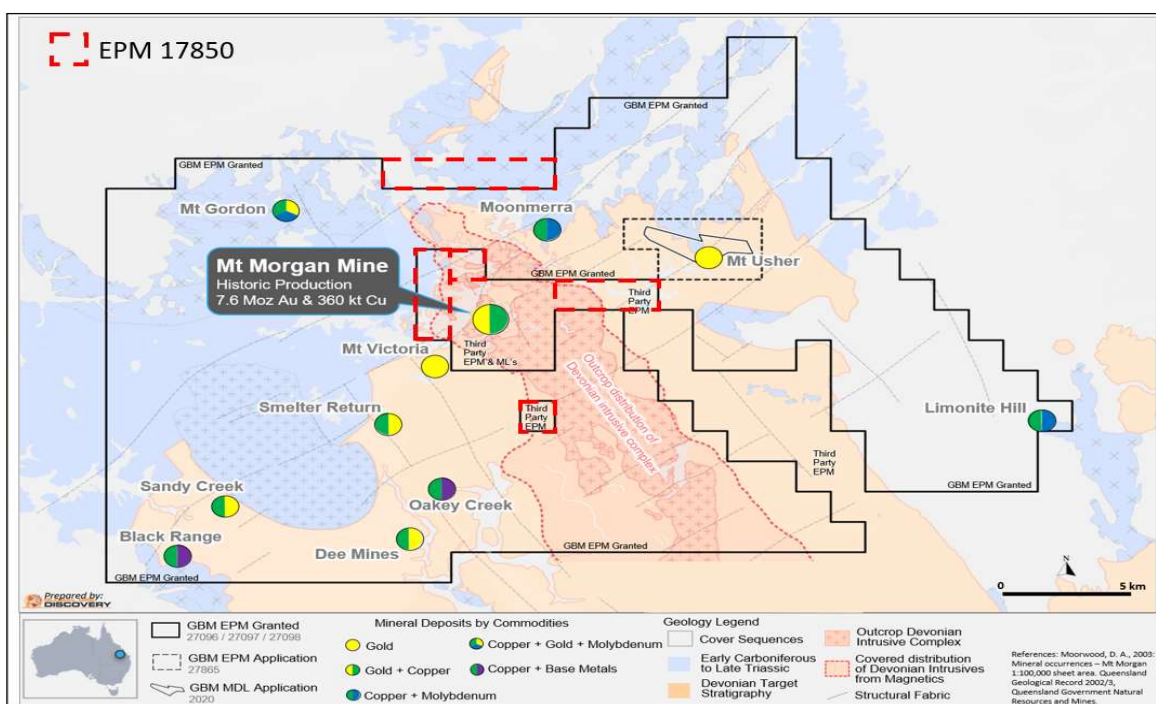 EPM 17850
GBM EPM Granted
GBM EPM Granted
Mt Gordon
Moonmerra
Mt Usher
Mt Morgan Mine
Historic Production
7.6 Moz Au & 360 kt Cu
GBM EPM Granted
Third
Party
EPM
Third
Party
EPM & ML's
Mt Victoria
Outcrop distribution of
Devonian intrusive complex
Smelter Return
Third
Party
EPM
Limonite Hill
Third
Party
EPM
Sandy Creek
Oakey Creek
GBM EPM Granted
Black Range
Dee Mines
GBM EPM Granted
GBM EPM Granted
N
0 5 km
Prepared by:
DISCOVERY
GBM EPM Granted
27096 / 27097 / 27098
GBM EPM Application
27865
GBM MDL Application
2020
Mineral Deposits by Commodities
Gold
Copper + Gold + Molybdenum
Gold + Copper
Copper + Base Metals
Copper + Molybdenum
Geology Legend
Cover Sequences
Early Carboniferous
to Late Triassic
Devonian Target
Stratigraphy
Outcrop Devonian
Intrusive Complex
Covered distribution
of Devonian Intrusives
from Magnetics
Structural Fabric
References: Moorwood, D. A., 2003:
Mineral occurrences – Mt Morgan
1:100,000 sheet area. Queensland
Geological Record 2002/3,
Queensland Government Natural
Resources and Mines.